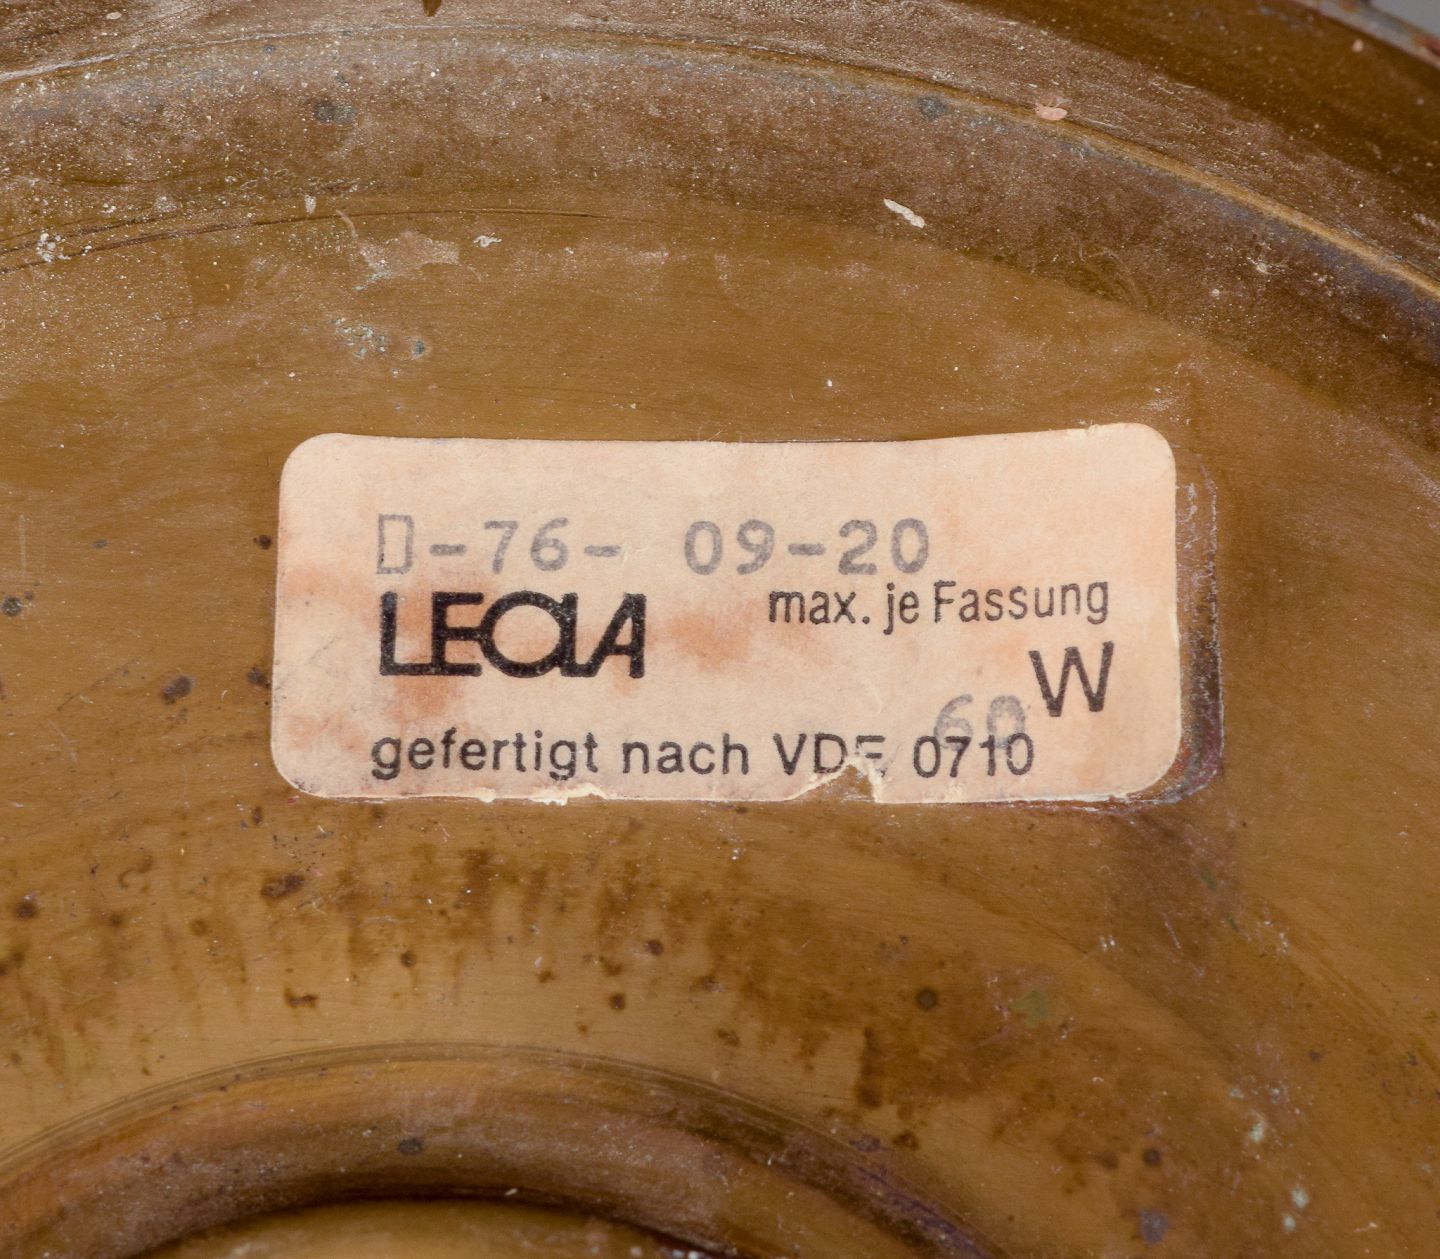 D-76- 09-20
LEOLA
max. je Fassung
60 W
gefertigt nach VDE 0710